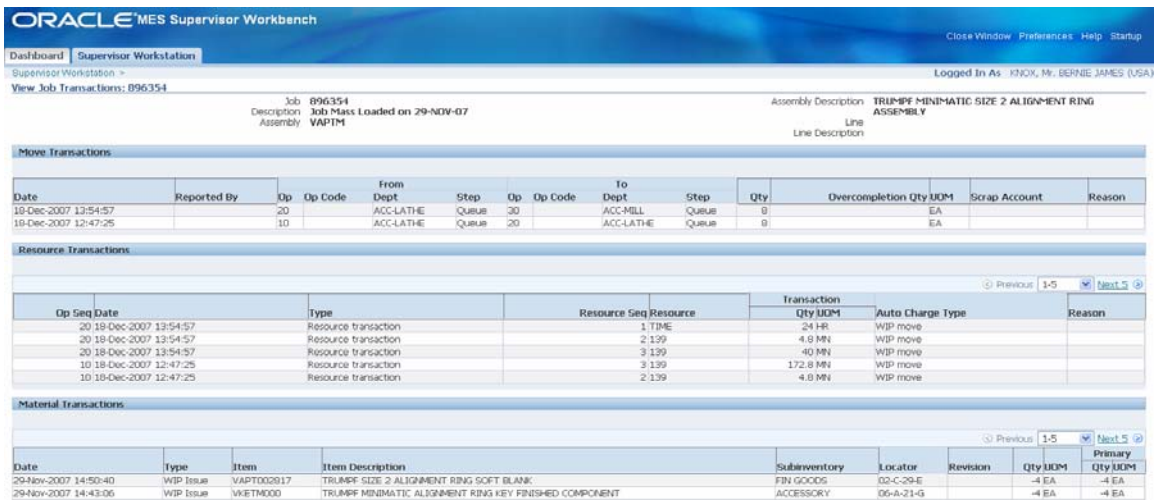 ORACLE MES Supervisor Workbench
Close Window Preferences Help Startup
Dashboard Supervisor Workstation
Supervisor Workstation >
Logged In As KNOX, Mr. BERNIE JAMES (USA)
View Job Transactions: 896354
Job 896354
Description Job Mass Loaded on 29-NOV-07
Assembly VAPTM
Assembly Description TRUMPF MINIMATIC SIZE 2 ALIGNMENT RING
ASSEMBLY
Line
Line Description
Move Transactions
From To
Date Reported By Op Op Code Dept Step Op Op Code Dept Step Qty Overcompletion Qty UOM Scrap Account Reason
18-Dec-2007 13:54:57 20 ACC-LATHE Queue 30 ACC-MILL Queue 8 EA
18-Dec-2007 12:47:25 10 ACC-LATHE Queue 20 ACC-LATHE Queue 8 EA
Resource Transactions
Previous 1-5 Next 5
Transaction
Op Seq Date Type Resource Seq Resource Qty UOM Auto Charge Type Reason
20 18-Dec-2007 13:54:57 Resource transaction 1 TIME 24 HR WIP move
20 18-Dec-2007 13:54:57 Resource transaction 2 139 4.8 MN WIP move
20 18-Dec-2007 13:54:57 Resource transaction 3 139 40 MN WIP move
10 18-Dec-2007 12:47:25 Resource transaction 3 139 172.8 MN WIP move
10 18-Dec-2007 12:47:25 Resource transaction 2 139 4.8 MN WIP move
Material Transactions
Previous 1-5 Next 5
Primary
Date Type Item Item Description Subinventory Locator Revision Qty UOM Qty UOM
29-Nov-2007 14:50:40 WIP Issue VAPT002817 TRUMPF SIZE 2 ALIGNMENT RING SOFT BLANK FIN GOODS 02-C-29-E -4 EA -4 EA
29-Nov-2007 14:43:06 WIP Issue VKETM000 TRUMPF MINIMATIC ALIGNMENT RING KEY FINISHED COMPONENT ACCESSORY 06-A-21-G -4 EA -4 EA